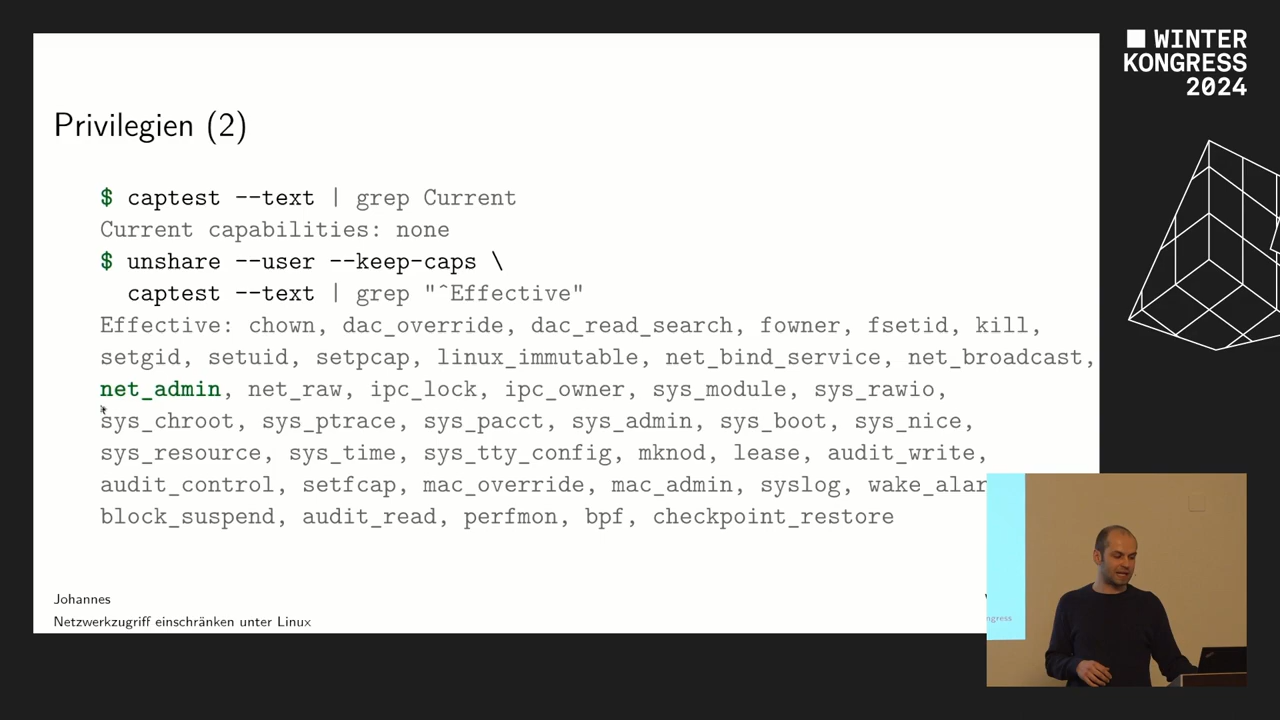 WINTER
KONGRESS
2024
Privilegien (2)
$ captest --text | grep Current
Current capabilities: none
$ unshare --user --keep-caps \
captest --text | grep "^Effective"
Effective: chown, dac_override, dac_read_search, fowner, fsetid, kill,
setgid, setuid, setpcap, linux_immutable, net_bind_service, net_broadcast,
net_admin, net_raw, ipc_lock, ipc_owner, sys_module, sys_rawio,
sys_chroot, sys_ptrace, sys_pacct, sys_admin, sys_boot, sys_nice,
sys_resource, sys_time, sys_tty_config, mknod, lease, audit_write,
audit_control, setfcap, mac_override, mac_admin, syslog, wake_alar
block_suspend, audit_read, perfmon, bpf, checkpoint_restore
Johannes
Netzwerkzugriff einschränken unter Linux
ngress